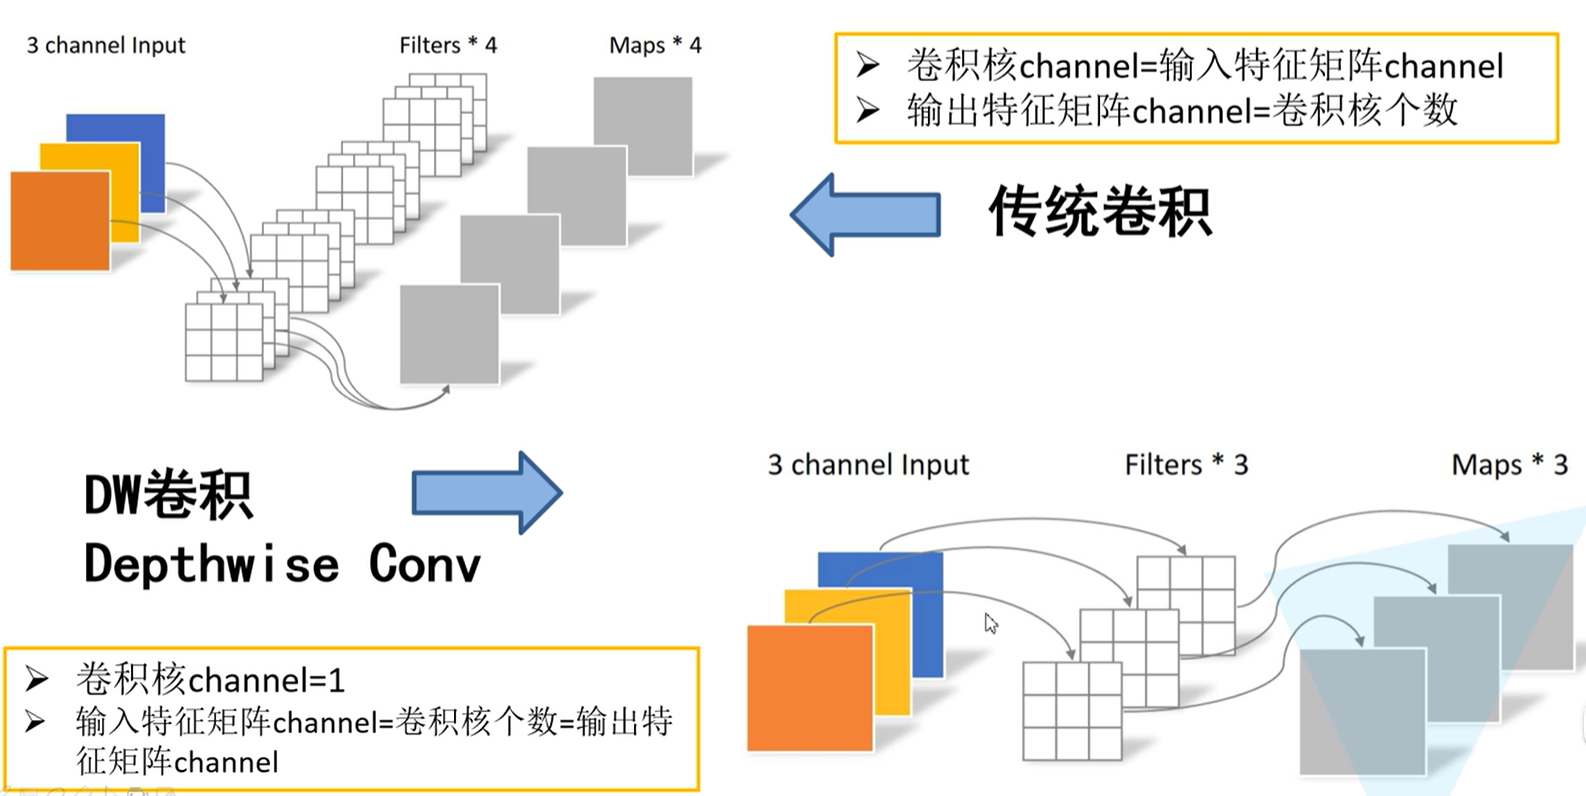 3 channel Input
Filters * 4
Maps * 4
➢ 卷积核channel=输入特征矩阵channel
➢ 输出特征矩阵channel=卷积核个数
传统卷积
DW卷积
Depthwise Conv
3 channel Input
Filters * 3
Maps * 3
➢ 卷积核channel=1
➢ 输入特征矩阵channel=卷积核个数=输出特
征矩阵channel